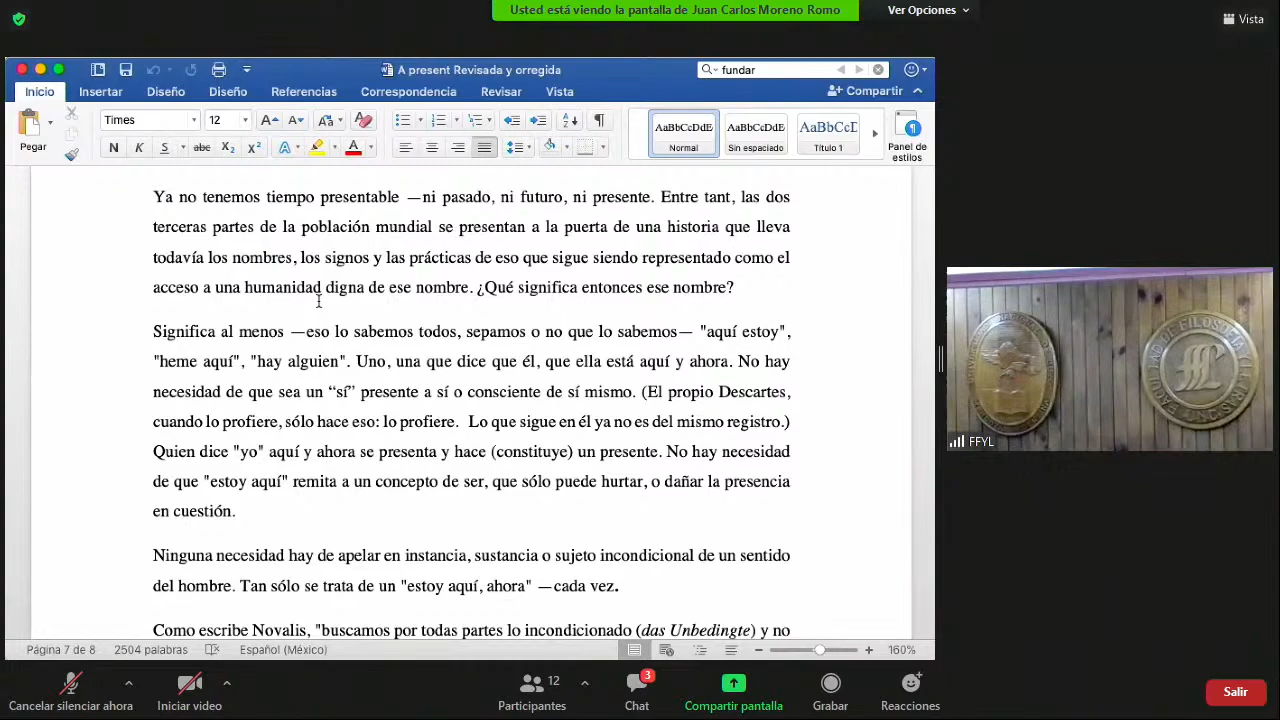 Usted está viendo la pantalla de Juan Carlos Moreno Romo
Ver Opciones
Vista
A present Revisada y orregida
fundar
Inicio Insertar Diseño Diseño Referencias Correspondencia Revisar Vista
Compartir
Pegar
Times
12
N K S abc X₂ X²
AaBbCcDdE
Normal
AaBbCcDdE
Sin espaciado
AaBbCcD
Título 1
Panel de
estilos
Ya no tenemos tiempo presentable —ni pasado, ni futuro, ni presente. Entre tant, las dos
terceras partes de la población mundial se presentan a la puerta de una historia que lleva
todavía los nombres, los signos y las prácticas de eso que sigue siendo representado como el
acceso a una humanidad digna de ese nombre. ¿Qué significa entonces ese nombre?
Significa al menos —eso lo sabemos todos, sepamos o no que lo sabemos— "aquí estoy",
"heme aquí", "hay alguien". Uno, una que dice que él, que ella está aquí y ahora. No hay
necesidad de que sea un “sí” presente a sí o consciente de sí mismo. (El propio Descartes,
cuando lo profiere, sólo hace eso: lo profiere. Lo que sigue en él ya no es del mismo registro.)
Quien dice "yo" aquí y ahora se presenta y hace (constituye) un presente. No hay necesidad
de que "estoy aquí" remita a un concepto de ser, que sólo puede hurtar, o dañar la presencia
en cuestión.
Ninguna necesidad hay de apelar en instancia, sustancia o sujeto incondicional de un sentido
del hombre. Tan sólo se trata de un "estoy aquí, ahora" —cada vez.
Como escribe Novalis, "buscamos por todas partes lo incondicionado (das Unbedingte) y no
Página 7 de 8
2504 palabras
Español (México)
160%
FFYL
Cancelar silenciar ahora
Iniciar video
12
Participantes
3
Chat
Compartir pantalla
Grabar
Reacciones
Salir